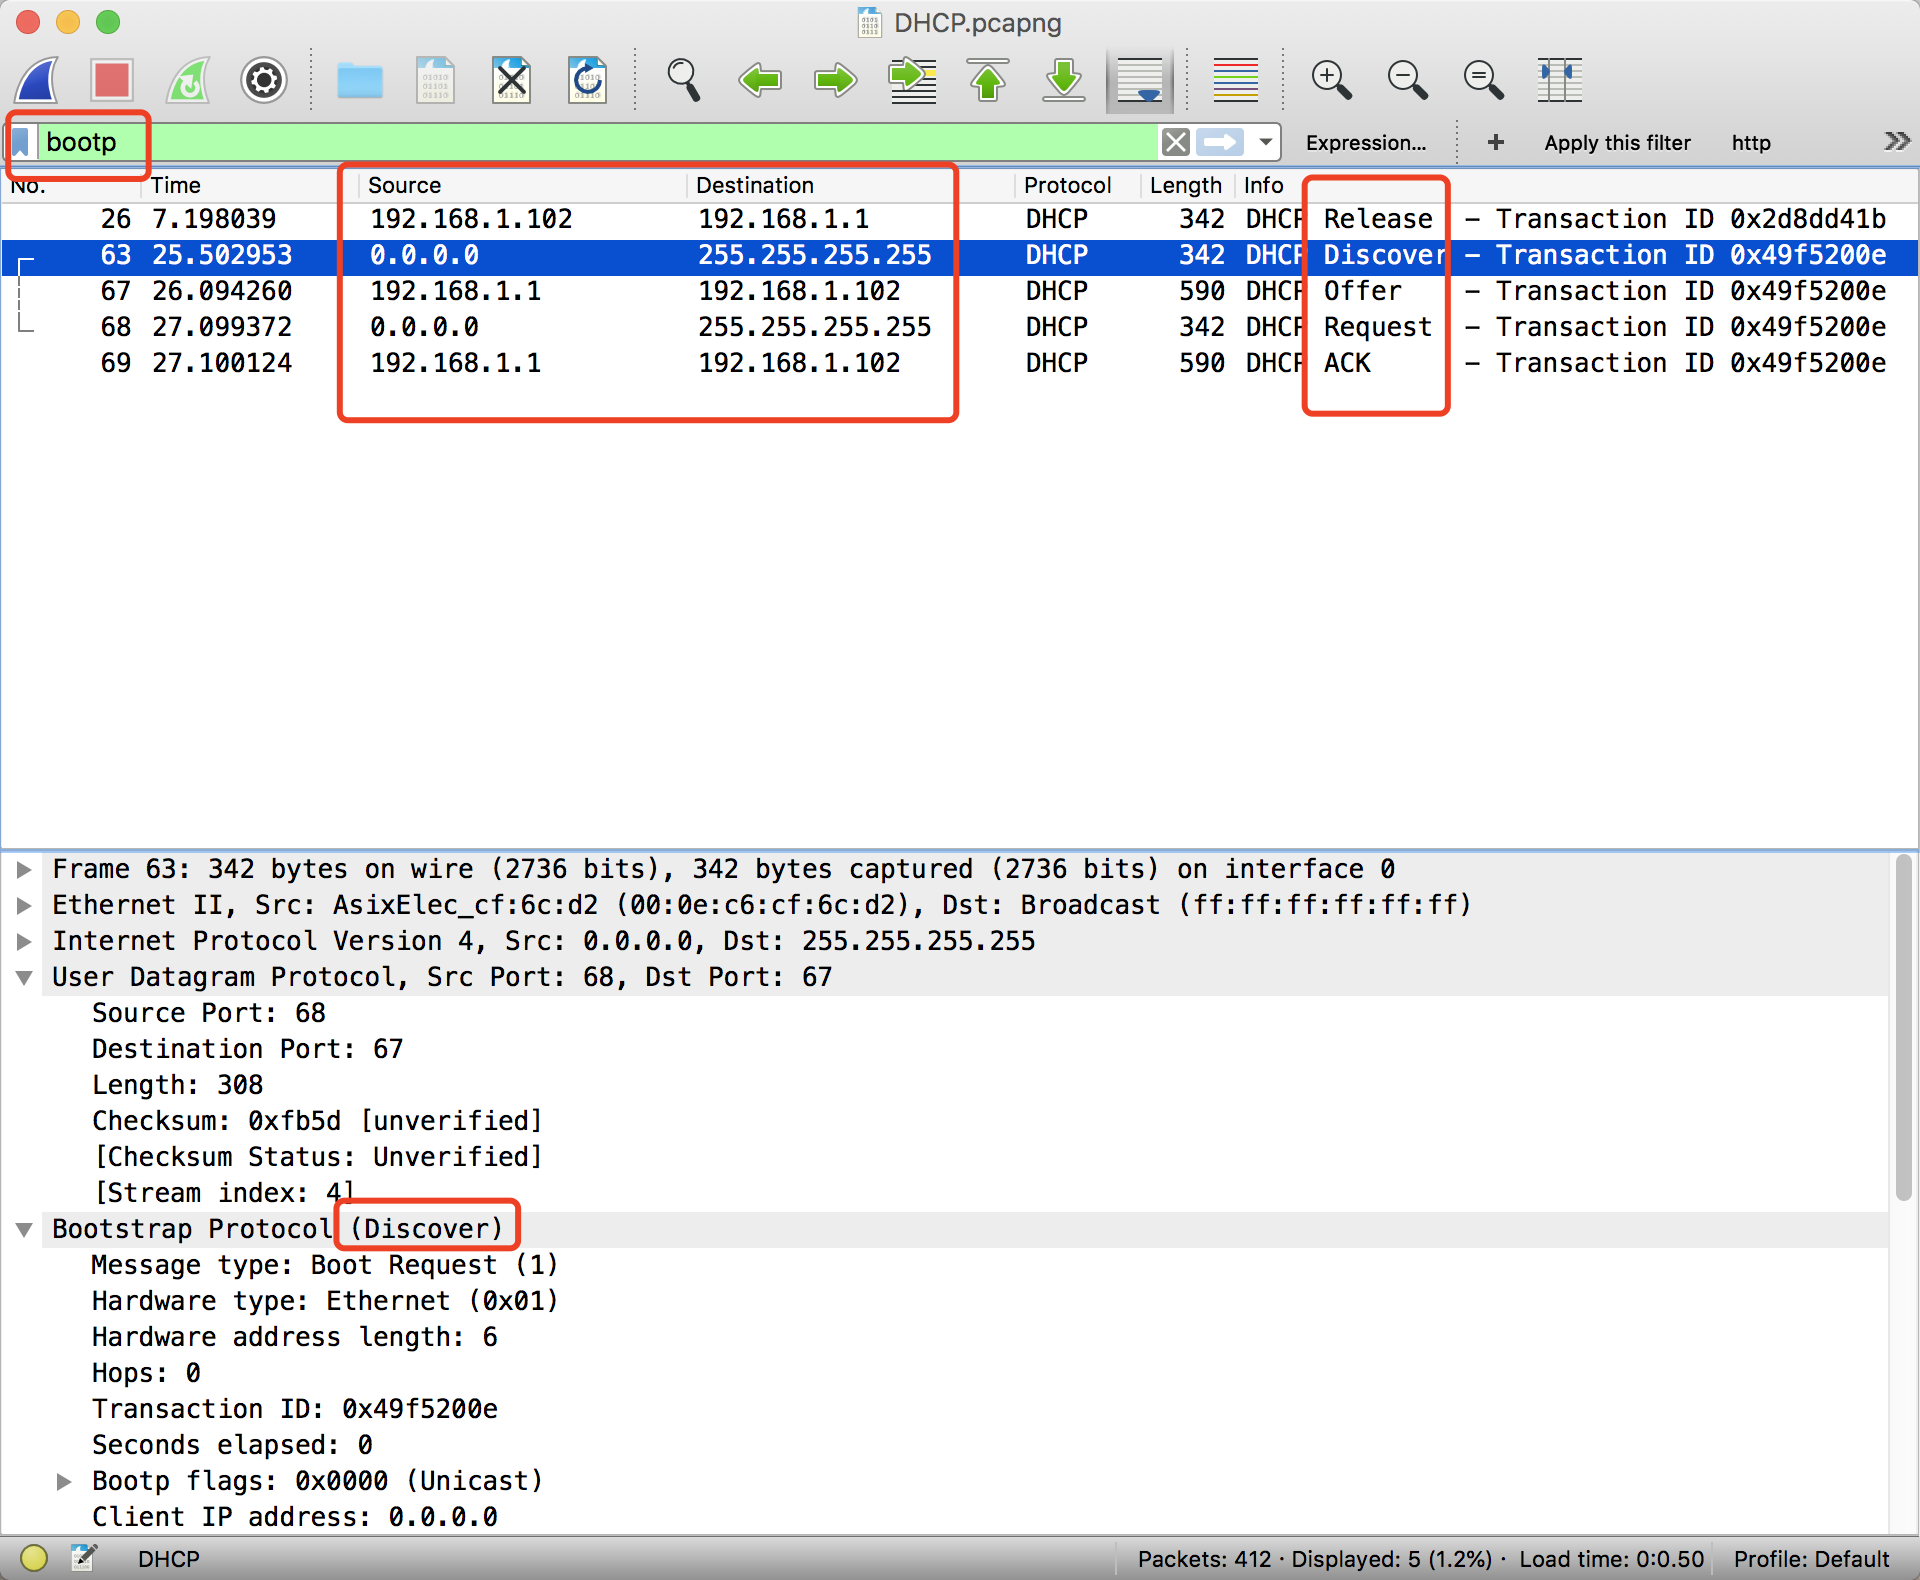 DHCP.pcapng
bootp
Expression... + Apply this filter http
No. Time Source Destination Protocol Length Info
26 7.198039 192.168.1.102 192.168.1.1 DHCP 342 DHCP Release – Transaction ID 0x2d8dd41b
63 25.502953 0.0.0.0 255.255.255.255 DHCP 342 DHCP Discover – Transaction ID 0x49f5200e
67 26.094260 192.168.1.1 192.168.1.102 DHCP 590 DHCP Offer – Transaction ID 0x49f5200e
68 27.099372 0.0.0.0 255.255.255.255 DHCP 342 DHCP Request – Transaction ID 0x49f5200e
69 27.100124 192.168.1.1 192.168.1.102 DHCP 590 DHCP ACK – Transaction ID 0x49f5200e
Frame 63: 342 bytes on wire (2736 bits), 342 bytes captured (2736 bits) on interface 0
Ethernet II, Src: AsixElec_cf:6c:d2 (00:0e:c6:cf:6c:d2), Dst: Broadcast (ff:ff:ff:ff:ff:ff)
Internet Protocol Version 4, Src: 0.0.0.0, Dst: 255.255.255.255
User Datagram Protocol, Src Port: 68, Dst Port: 67
Source Port: 68
Destination Port: 67
Length: 308
Checksum: 0xfb5d [unverified]
[Checksum Status: Unverified]
[Stream index: 4]
Bootstrap Protocol (Discover)
Message type: Boot Request (1)
Hardware type: Ethernet (0x01)
Hardware address length: 6
Hops: 0
Transaction ID: 0x49f5200e
Seconds elapsed: 0
Bootp flags: 0x0000 (Unicast)
Client IP address: 0.0.0.0
DHCP Packets: 412 · Displayed: 5 (1.2%) · Load time: 0:0.50 Profile: Default